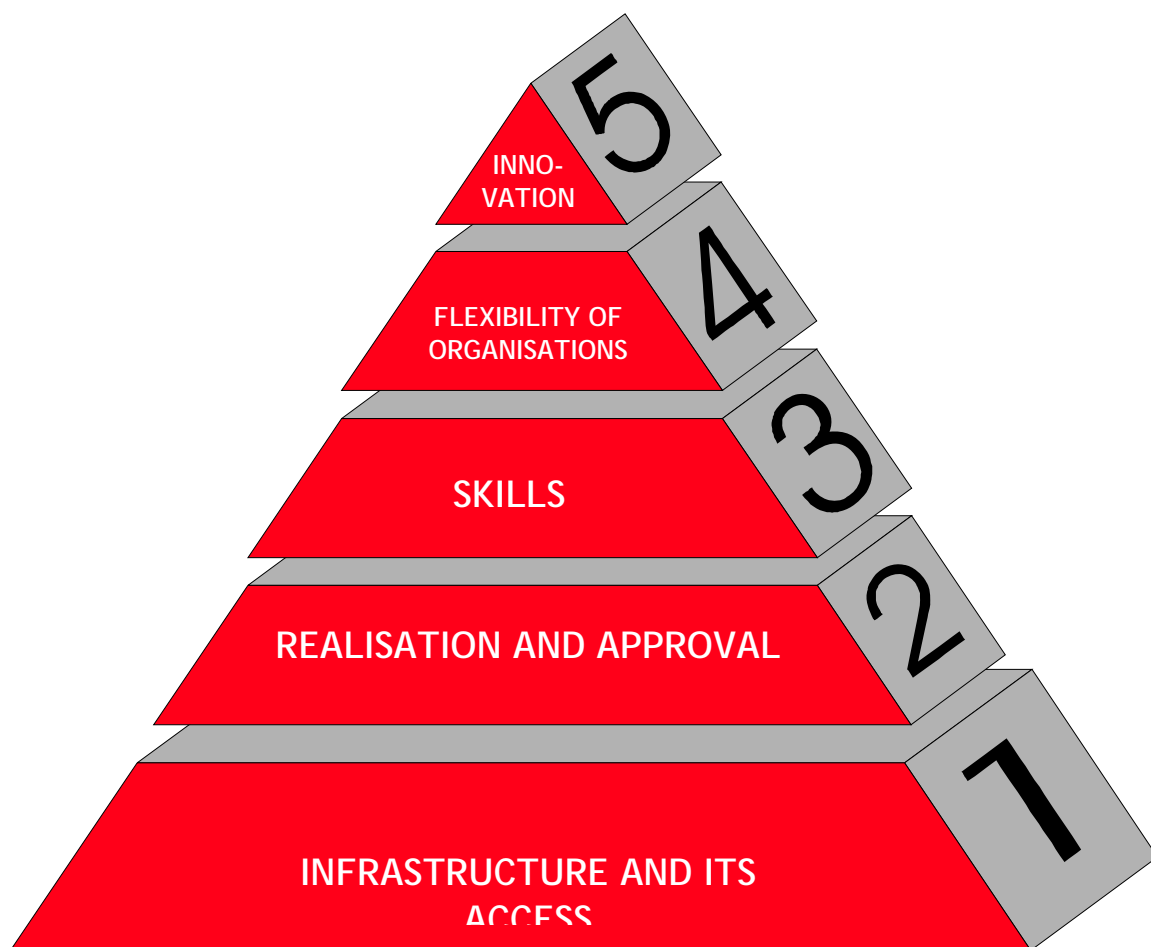 5
INNO-
VATION
4
FLEXIBILITY OF
ORGANISATIONS
3
SKILLS
2
REALISATION AND APPROVAL
1
INFRASTRUCTURE AND ITS
ACCESS